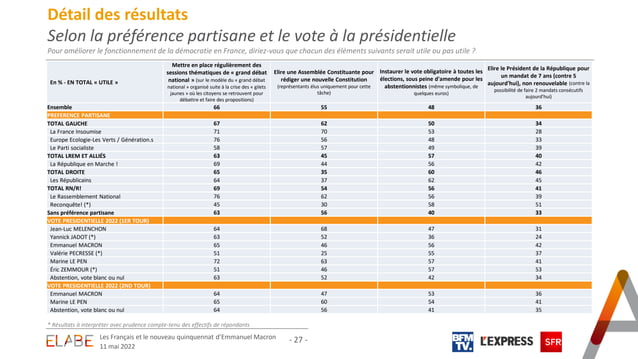 Détail des résultats
Selon la préférence partisane et le vote à la présidentielle
Pour améliorer le fonctionnement de la démocratie en France, diriez-vous que chacun des éléments suivants serait utile ou pas utile ?
En % - EN TOTAL « UTILE »
Mettre en place régulièrement des sessions thématiques de « grand débat national » (sur le modèle du « grand débat national » organisé suite à la crise des « gilets jaunes » où les citoyens se retrouvent pour débattre et faire des propositions)
Elire une Assemblée Constituante pour rédiger une nouvelle Constitution (représentants élus uniquement pour cette tâche)
Instaurer le vote obligatoire à toutes les élections, sous peine d'amende pour les abstentionnistes (même symbolique, de quelques euros)
Elire le Président de la République pour un mandat de 7 ans (contre 5 aujourd'hui), non renouvelable (contre la possibilité de faire 2 mandats consécutifs aujourd'hui)
Ensemble 66 55 48 36
PREFERENCE PARTISANE
TOTAL GAUCHE 67 62 50 34
La France Insoumise 71 70 53 28
Europe Ecologie-Les Verts / Génération.s 76 56 48 33
Le Parti socialiste 58 57 49 39
TOTAL LREM ET ALLIÉS 63 45 57 40
La République en Marche ! 69 44 56 42
TOTAL DROITE 65 35 60 46
Les Républicains 64 37 62 45
TOTAL RN/R! 69 54 56 41
Le Rassemblement National 76 62 56 39
Reconquête! (*) 45 30 58 51
Sans préférence partisane 63 56 40 33
VOTE PRESIDENTIELLE 2022 (1ER TOUR)
Jean-Luc MELENCHON 64 68 47 31
Yannick JADOT (*) 63 52 36 24
Emmanuel MACRON 65 46 56 42
Valérie PECRESSE (*) 51 25 55 37
Marine LE PEN 72 63 57 41
Éric ZEMMOUR (*) 51 46 57 53
Abstention, vote blanc ou nul 63 52 42 34
VOTE PRESIDENTIELLE 2022 (2ND TOUR)
Emmanuel MACRON 64 47 53 36
Marine LE PEN 65 60 54 41
Abstention, vote blanc ou nul 64 56 41 35
* Résultats à interpréter avec prudence compte-tenu des effectifs de répondants
ELABE
Les Français et le nouveau quinquennat d'Emmanuel Macron
11 mai 2022
- 27 -
BFM TV.
L'EXPRESS
SFR